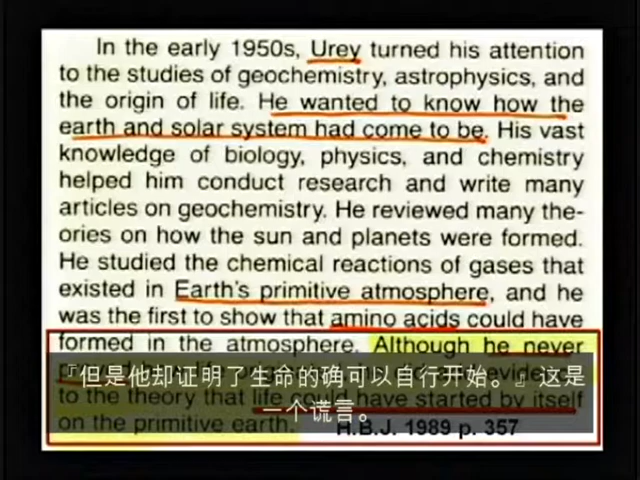 In the early 1950s, Urey turned his attention
to the studies of geochemistry, astrophysics, and
the origin of life. He wanted to know how the
earth and solar system had come to be. His vast
knowledge of biology, physics, and chemistry
helped him conduct research and write many
articles on geochemistry. He reviewed many the-
ories on how the sun and planets were formed.
He studied the chemical reactions of gases that
existed in Earth's primitive atmosphere, and he
was the first to show that amino acids could have
formed in the atmosphere. Although he never
『但是他却证明了生命的确可以自行开始。』这是
to the theory that life could have started by itself
一个谎言。
on the primitive earth. H.B.J. 1989 p. 357